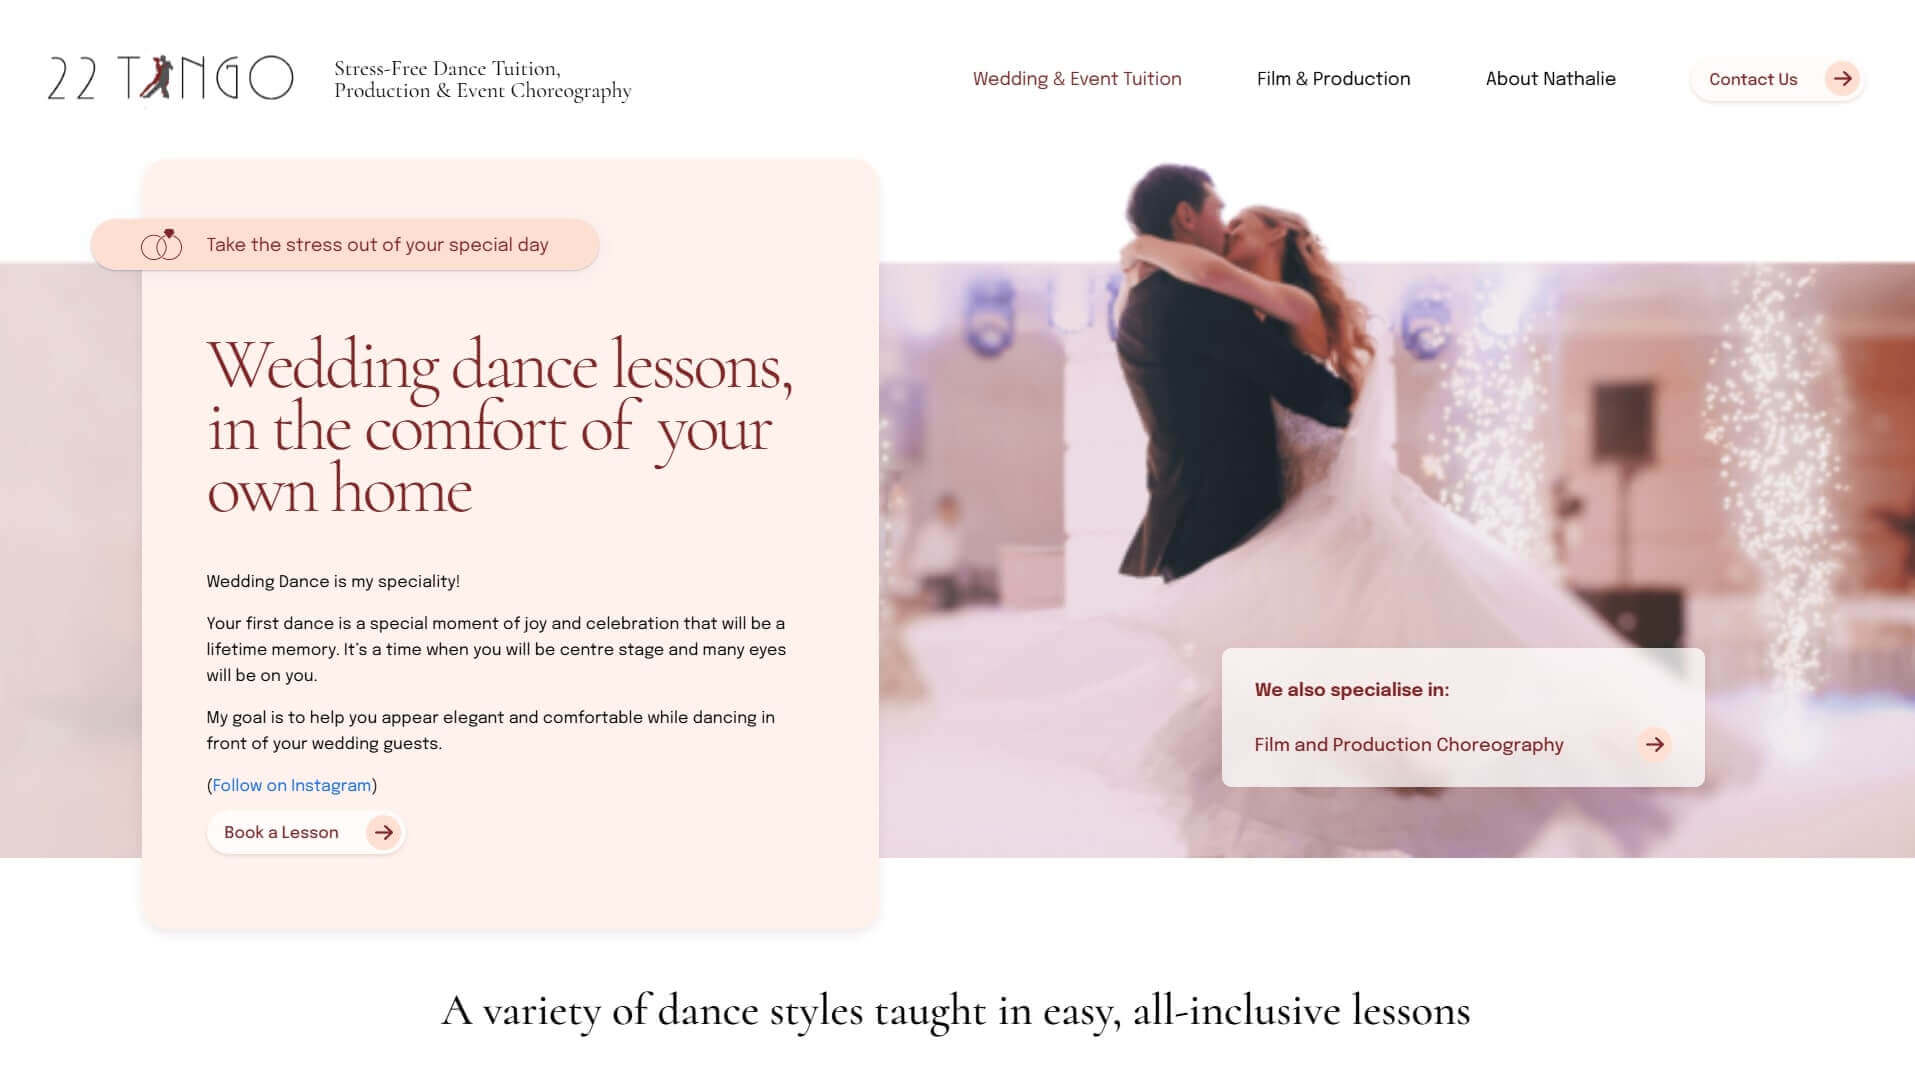 22 TANGO
Stress-Free Dance Tuition,
Production & Event Choreography
Wedding & Event Tuition
Film & Production
About Nathalie
Contact Us
Take the stress out of your special day
Wedding dance lessons,
in the comfort of your
own home
Wedding Dance is my speciality!
Your first dance is a special moment of joy and celebration that will be a
lifetime memory. It's a time when you will be centre stage and many eyes
will be on you.
My goal is to help you appear elegant and comfortable while dancing in
front of your wedding guests.
(Follow on Instagram)
Book a Lesson
We also specialise in:
Film and Production Choreography
A variety of dance styles taught in easy, all-inclusive lessons